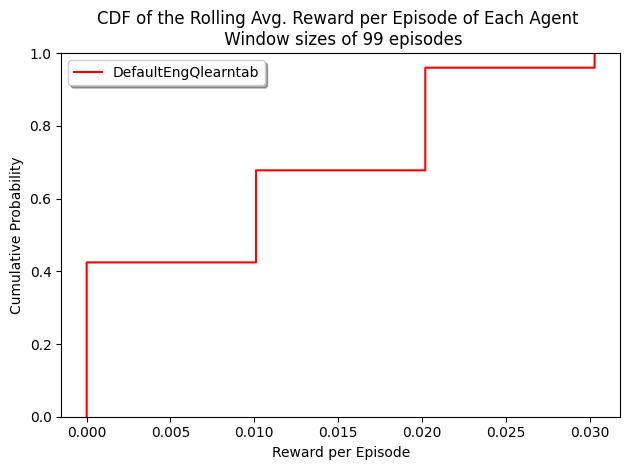 CDF of the Rolling Avg. Reward per Episode of Each Agent
Window sizes of 99 episodes
DefaultEngQlearntab
Cumulative Probability
1.0
0.8
0.6
0.4
0.2
0.0
0.000 0.005 0.010 0.015 0.020 0.025 0.030
Reward per Episode